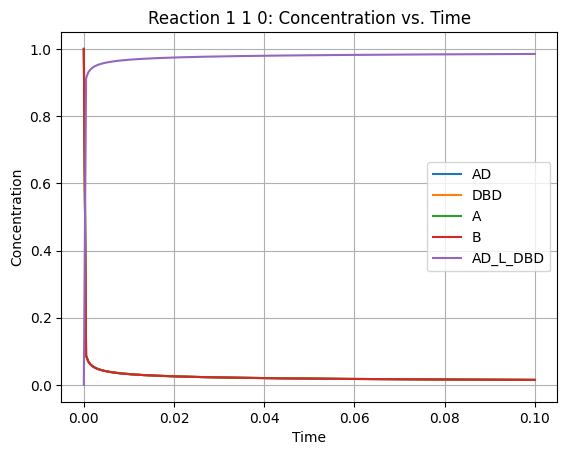 Reaction 1 1 0: Concentration vs. Time
1.0
0.8
0.6
0.4
0.2
0.0
Concentration
AD
DBD
A
B
AD_L_DBD
0.00
0.02
0.04
0.06
0.08
0.10
Time